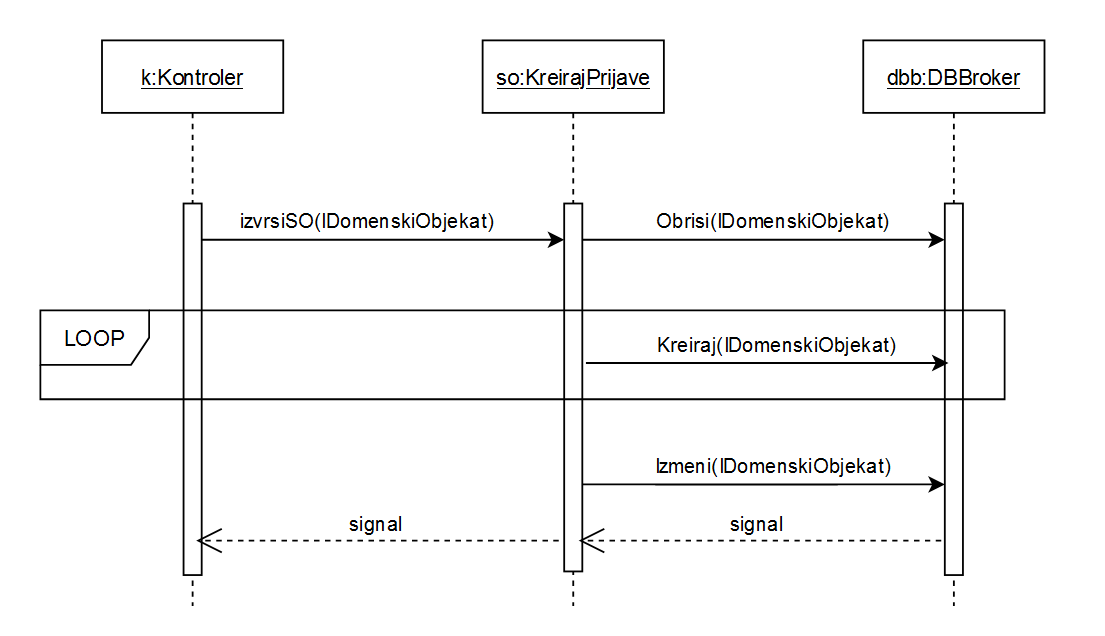 k:Kontroler
so:KreirajPrijave
dbb:DBBroker
izvrsiSO(IDomenskiObjekat)
Obrisi(IDomenskiObjekat)
LOOP
Kreiraj(IDomenskiObjekat)
Izmeni(IDomenskiObjekat)
signal
signal